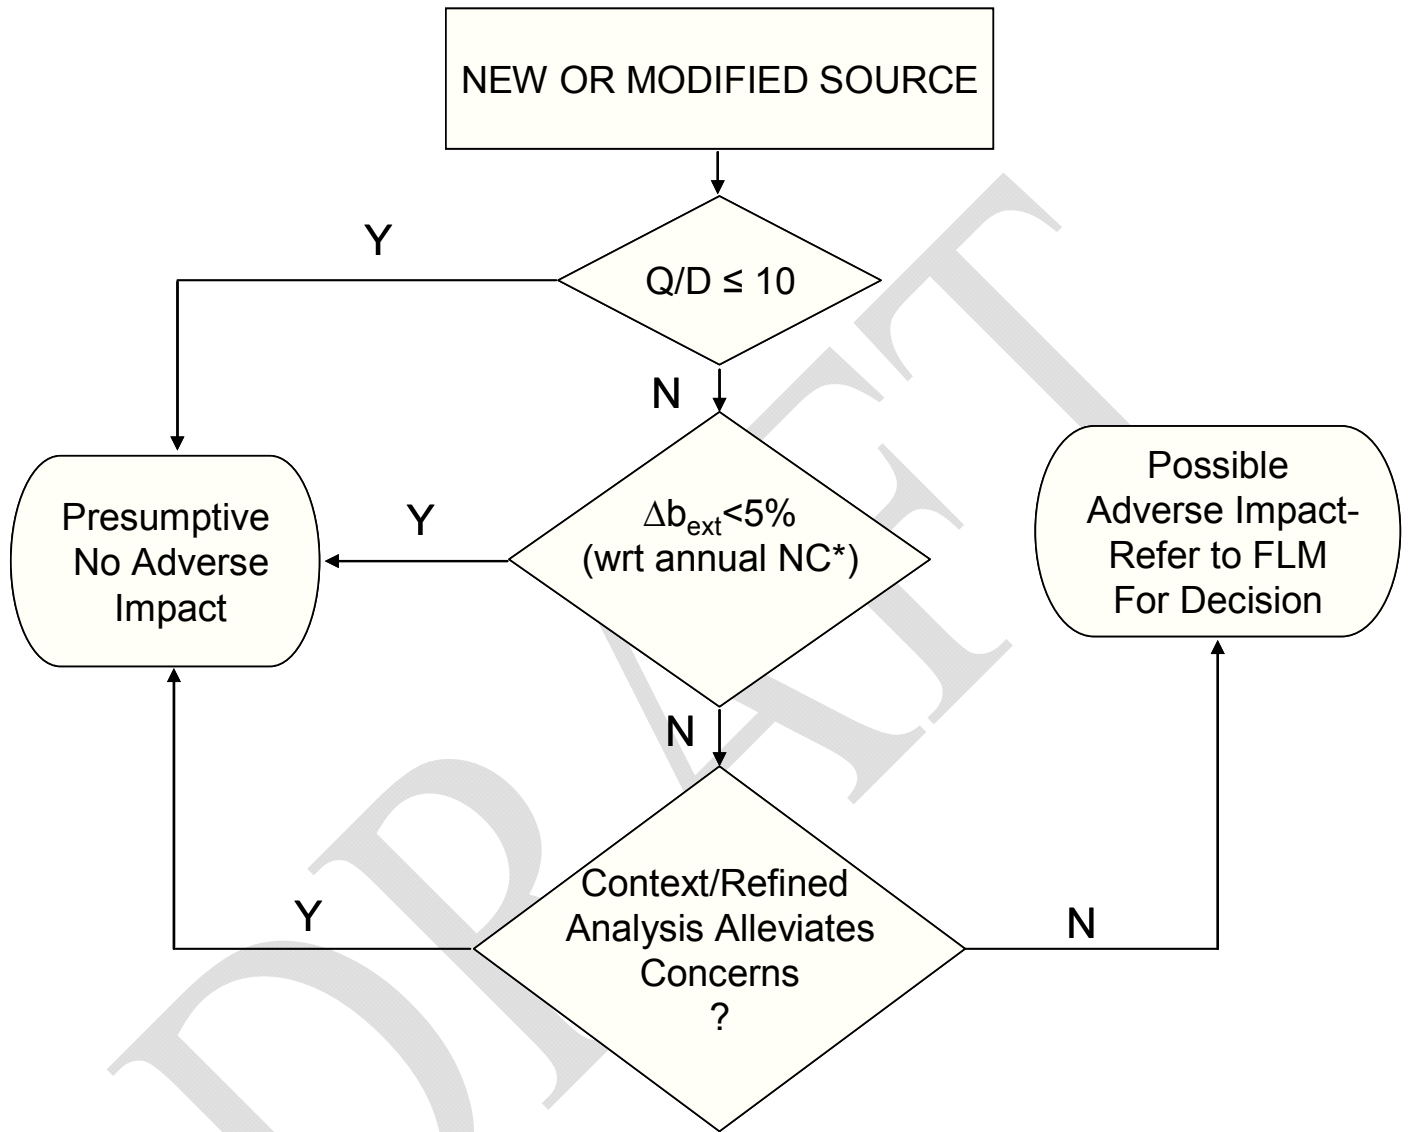 NEW OR MODIFIED SOURCE
Y
Q/D ≤ 10
N
Presumptive
No Adverse
Impact
Y
Δbext<5%
(wrt annual NC*)
Possible
Adverse Impact-
Refer to FLM
For Decision
N
Y
Context/Refined
Analysis Alleviates
Concerns
?
N
DRAFT